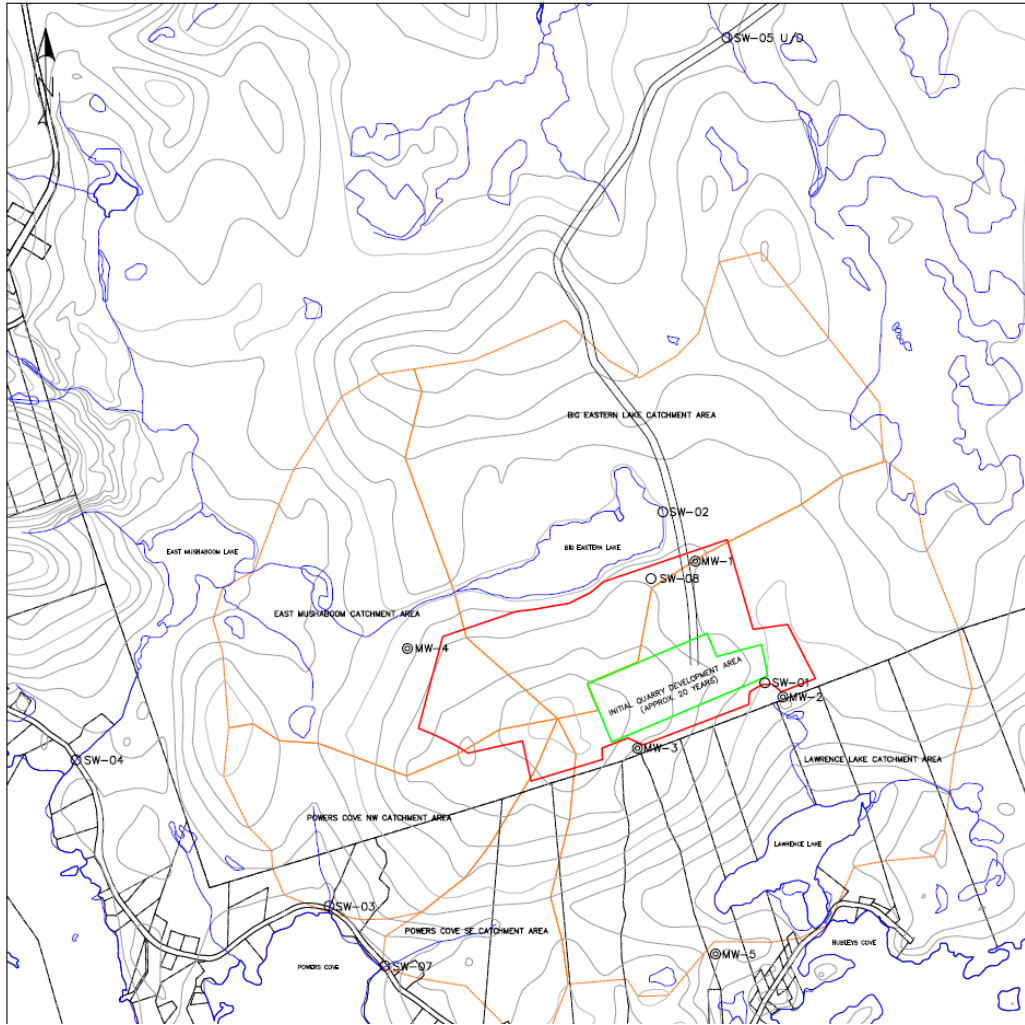 SW-05 U/D
BIG EASTERN LAKE CATCHMENT AREA
SW-02
EAST MUSHABOOM LAKE
BIG EASTERN LAKE
MW-1
SW-08
EAST MUSHABOOM CATCHMENT AREA
MW-4
INITIAL QUARRY DEVELOPMENT AREA
(APPROX. 20 YEARS)
SW-01
MW-2
MW-3
SW-04
LAWRENCE LAKE CATCHMENT AREA
POWERS COVE NW CATCHMENT AREA
LAWRENCE LAKE
SW-03
POWERS COVE SE CATCHMENT AREA
HUBLEYS COVE
MW-5
POWERS COVE
SW-07